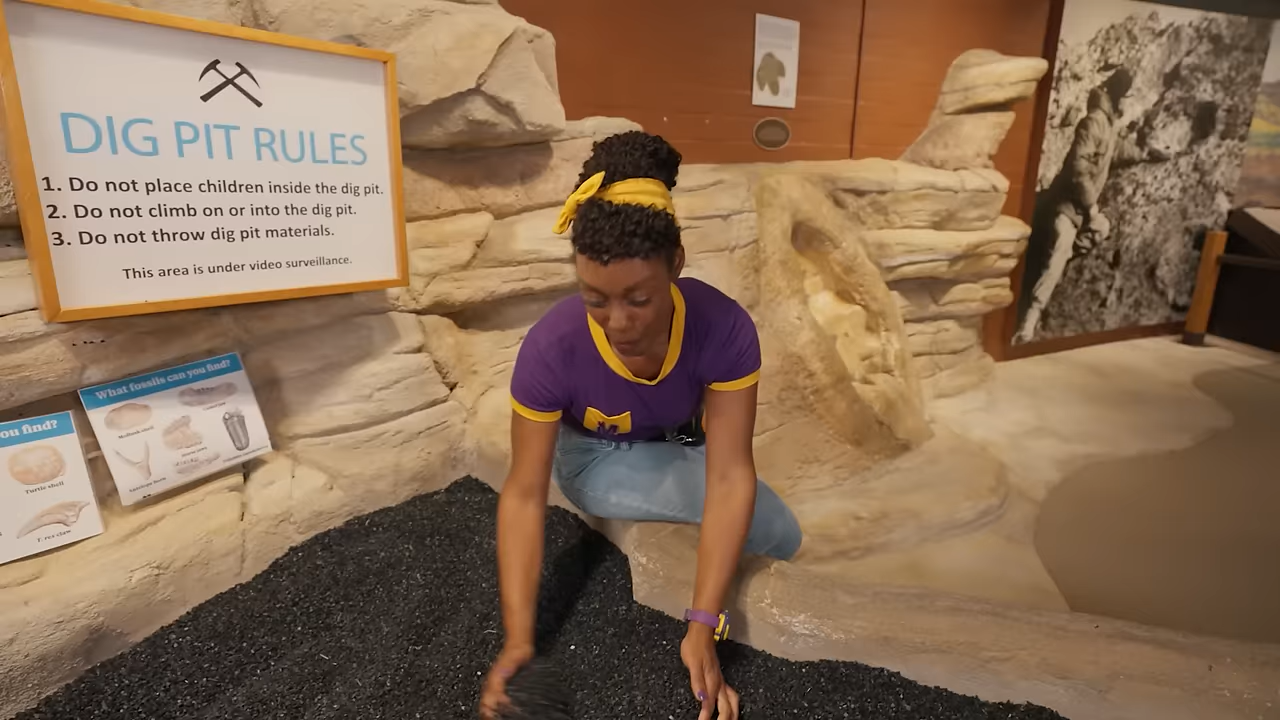 DIG PIT RULES
1. Do not place children inside the dig pit.
2. Do not climb on or into the dig pit.
3. Do not throw dig pit materials.
This area is under video surveillance.
What fossils can you find?
Mollusk shell
ou find?
Turtle shell
T. rex claw